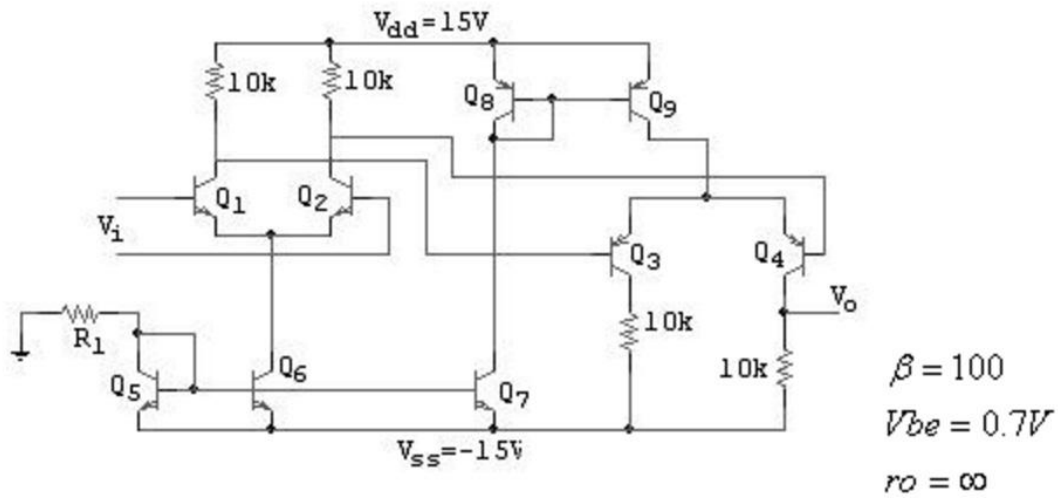 Vdd=15V
10k
10k
Q8
Q9
Q1
Q2
Vi
Q3
Q4
Vo
R1
10k
Q5
Q6
Q7
10k
Vss=-15V
β = 100
Vbe = 0.7V
ro = ∞